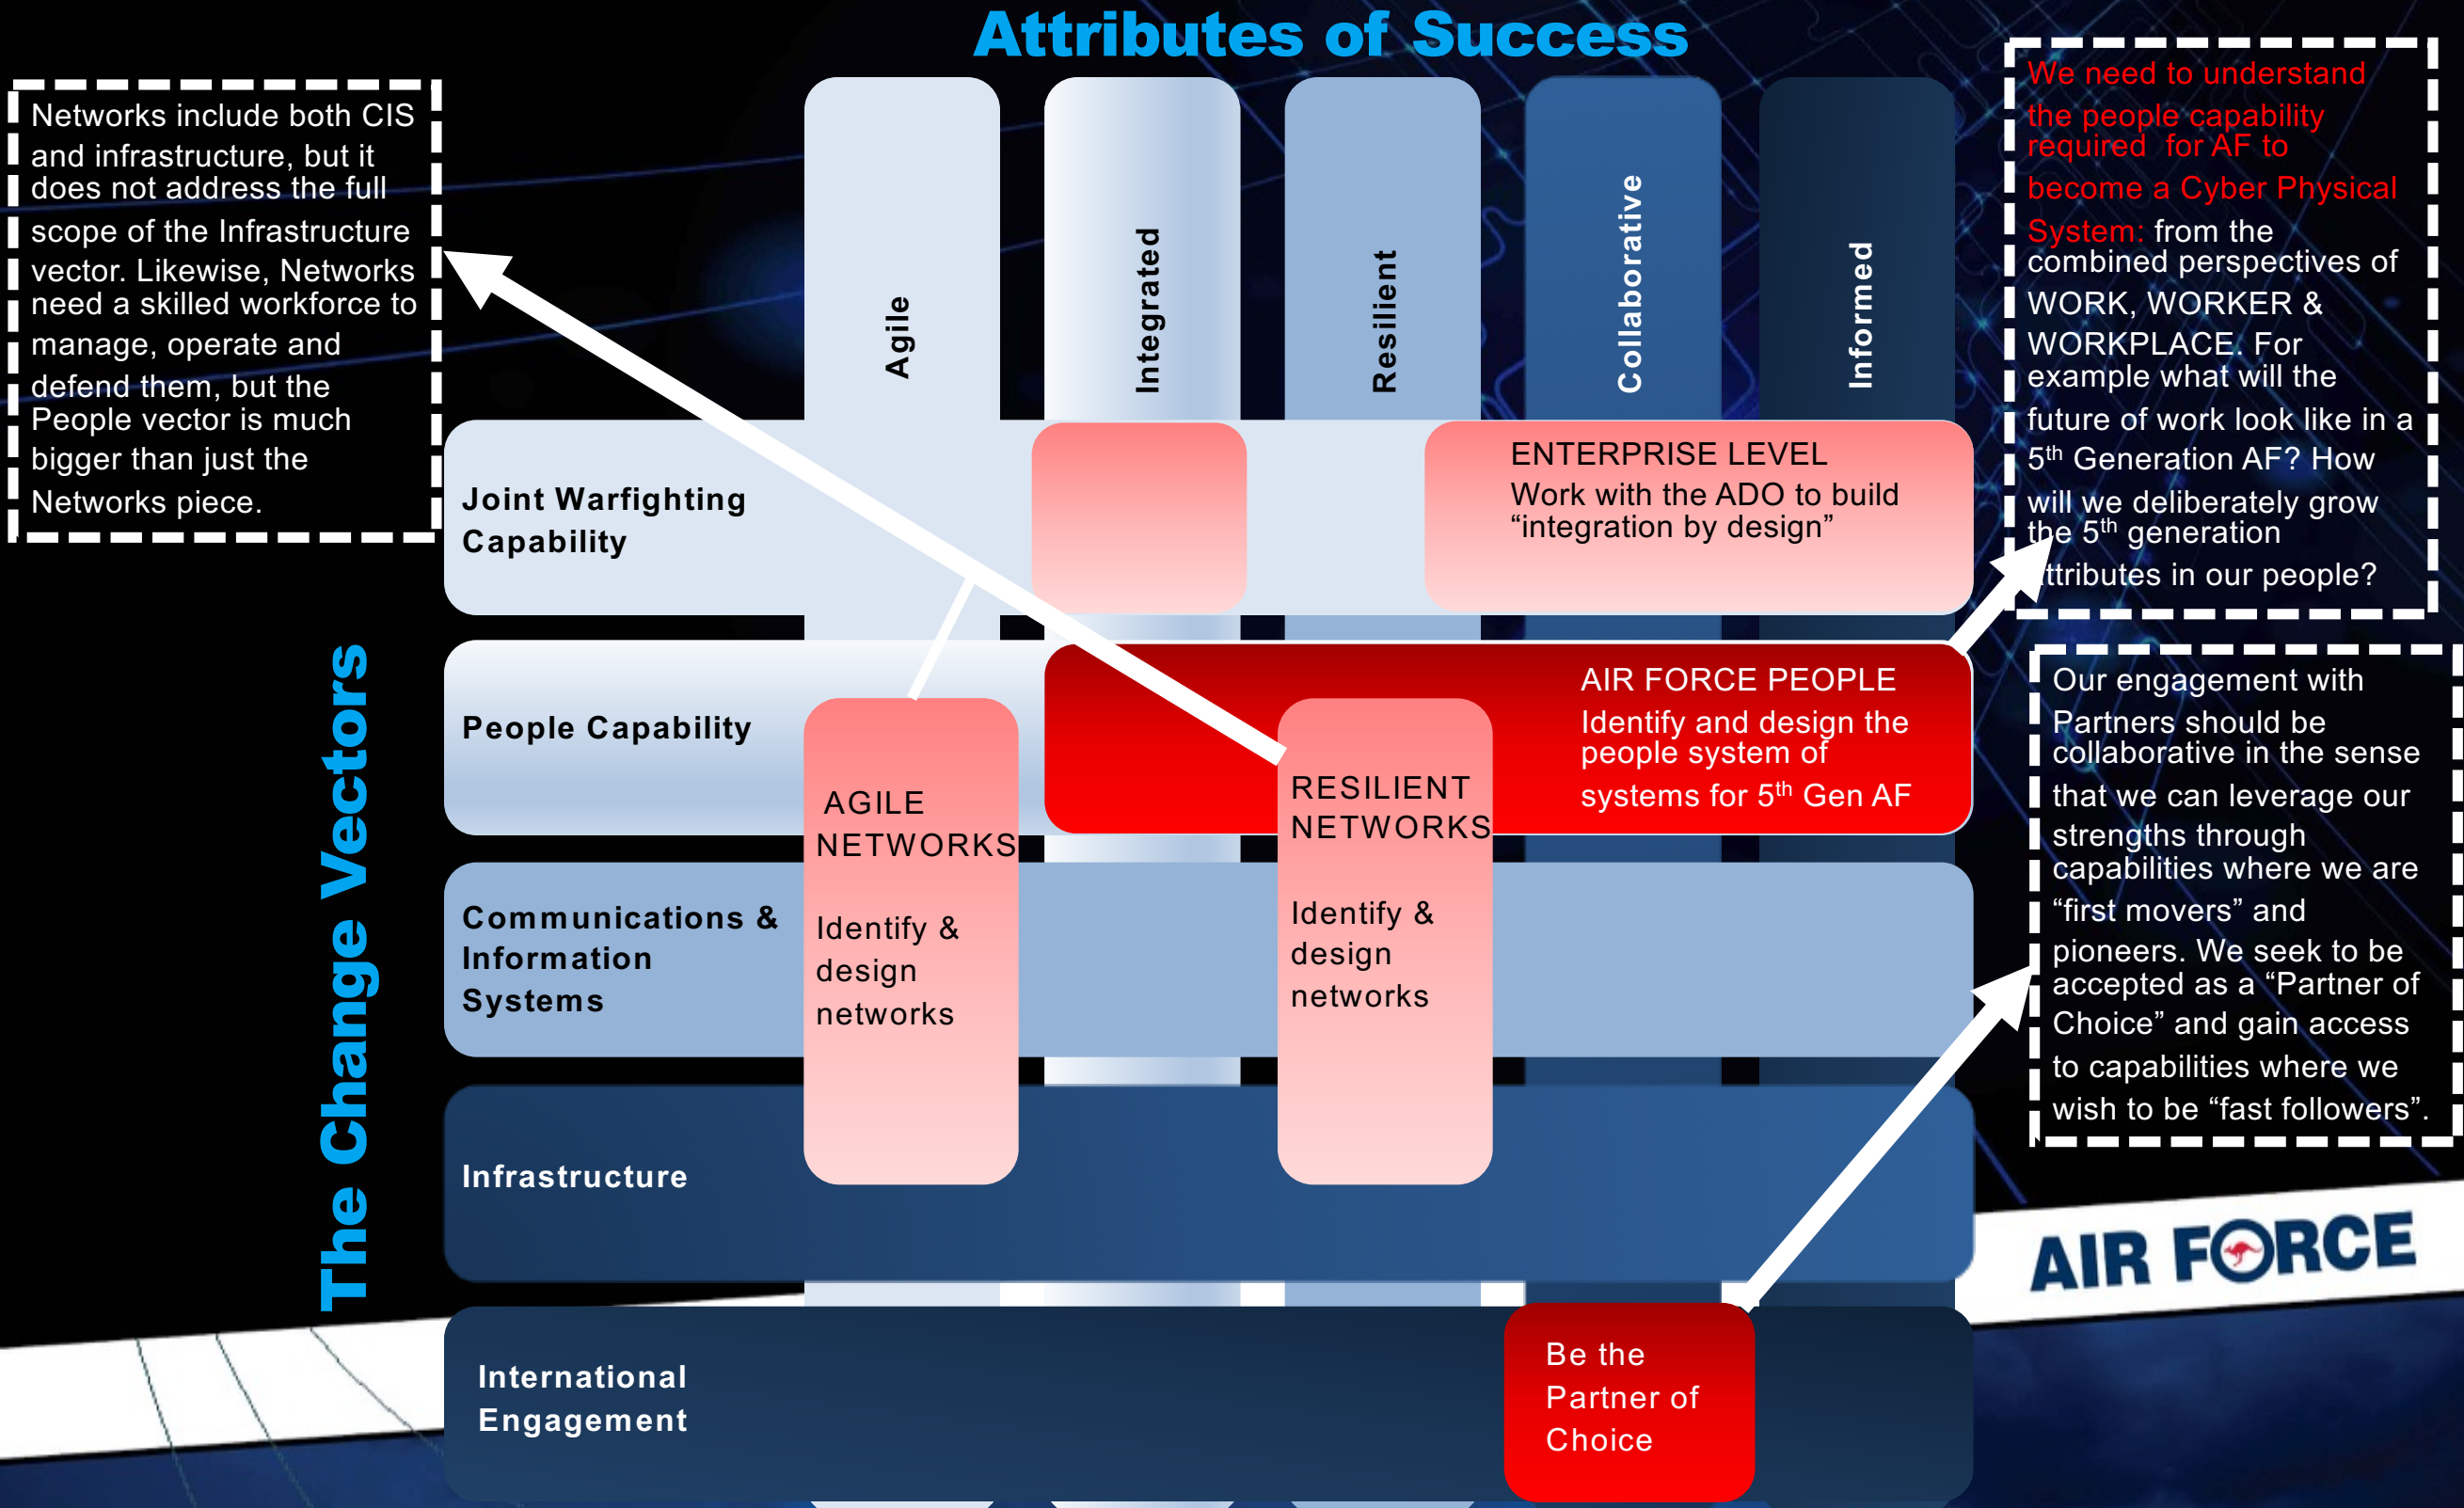 Attributes of Success
Networks include both CIS
and infrastructure, but it
does not address the full
scope of the Infrastructure
vector. Likewise, Networks
need a skilled workforce to
manage, operate and
defend them, but the
People vector is much
bigger than just the
Networks piece.
Agile
Integrated
Resilient
Collaborative
Informed
We need to understand
the people capability
required for AF to
become a Cyber Physical
System: from the
combined perspectives of
WORK, WORKER &
WORKPLACE. For
example what will the
future of work look like in a
5th Generation AF? How
will we deliberately grow
the 5th generation
ttributes in our people?
The Change Vectors
Joint Warfighting
Capability
ENTERPRISE LEVEL
Work with the ADO to build
“integration by design”
People Capability
AIR FORCE PEOPLE
Identify and design the
people system of
systems for 5th Gen AF
AGILE
NETWORKS
Identify &
design
networks
RESILIENT
NETWORKS
Identify &
design
networks
Communications &
Information
Systems
Infrastructure
International
Engagement
Be the
Partner of
Choice
Our engagement with
Partners should be
collaborative in the sense
that we can leverage our
strengths through
capabilities where we are
“first movers” and
pioneers. We seek to be
accepted as a “Partner of
Choice” and gain access
to capabilities where we
wish to be “fast followers”.
AIR FORCE